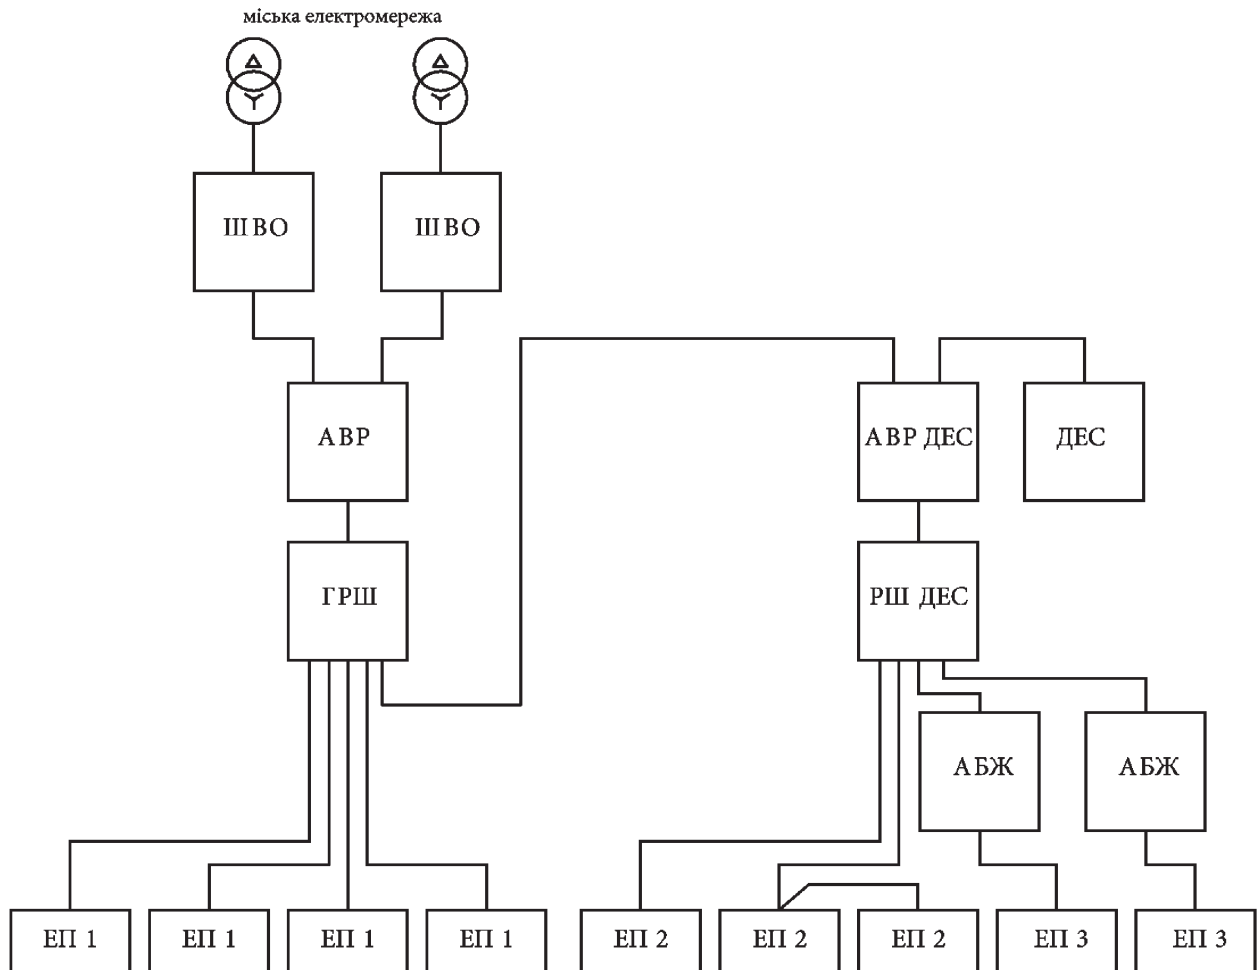 міська електромережа
ШВО
ШВО
АВР
АВР ДЕС
ДЕС
ГРШ
РШ ДЕС
АБЖ
АБЖ
ЕП 1
ЕП 1
ЕП 1
ЕП 1
ЕП 2
ЕП 2
ЕП 2
ЕП 3
ЕП 3